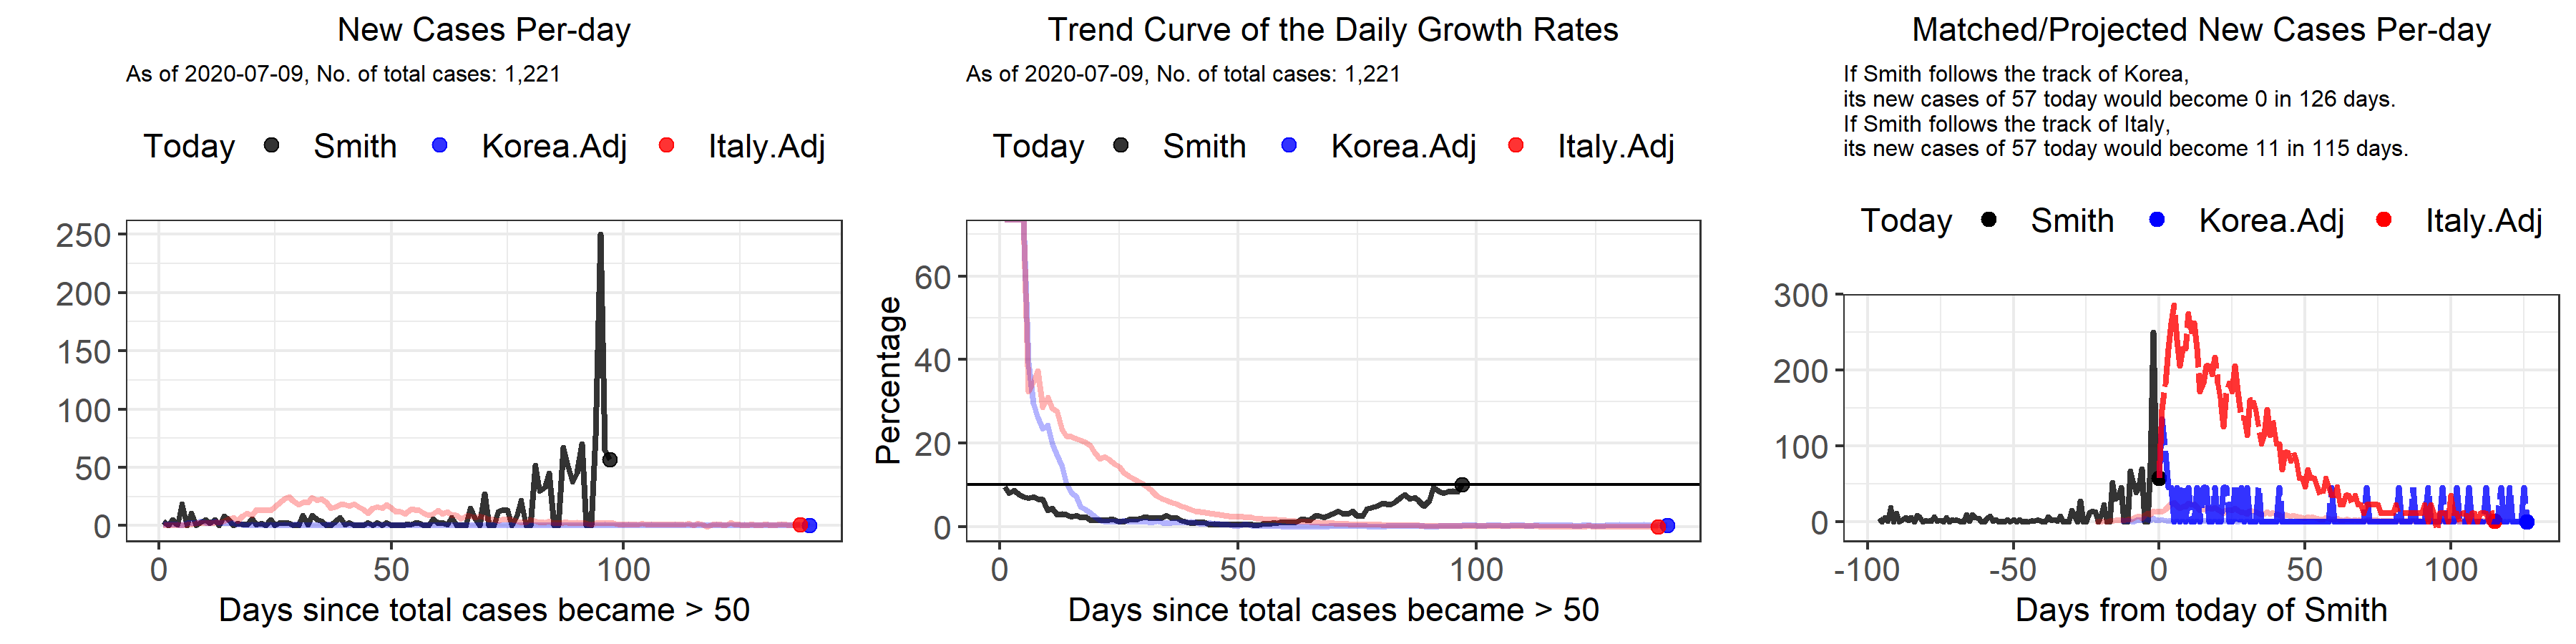 New Cases Per-day
As of 2020-07-09, No. of total cases: 1,221
Today Smith Korea.Adj Italy.Adj
250
200
150
100
50
0
0 50 100
Days since total cases became > 50
Trend Curve of the Daily Growth Rates
As of 2020-07-09, No. of total cases: 1,221
Today Smith Korea.Adj Italy.Adj
Percentage
60
40
20
0
0 50 100
Days since total cases became > 50
Matched/Projected New Cases Per-day
If Smith follows the track of Korea,
its new cases of 57 today would become 0 in 126 days.
If Smith follows the track of Italy,
its new cases of 57 today would become 11 in 115 days.
Today Smith Korea.Adj Italy.Adj
300
200
100
0
-100 -50 0 50 100
Days from today of Smith